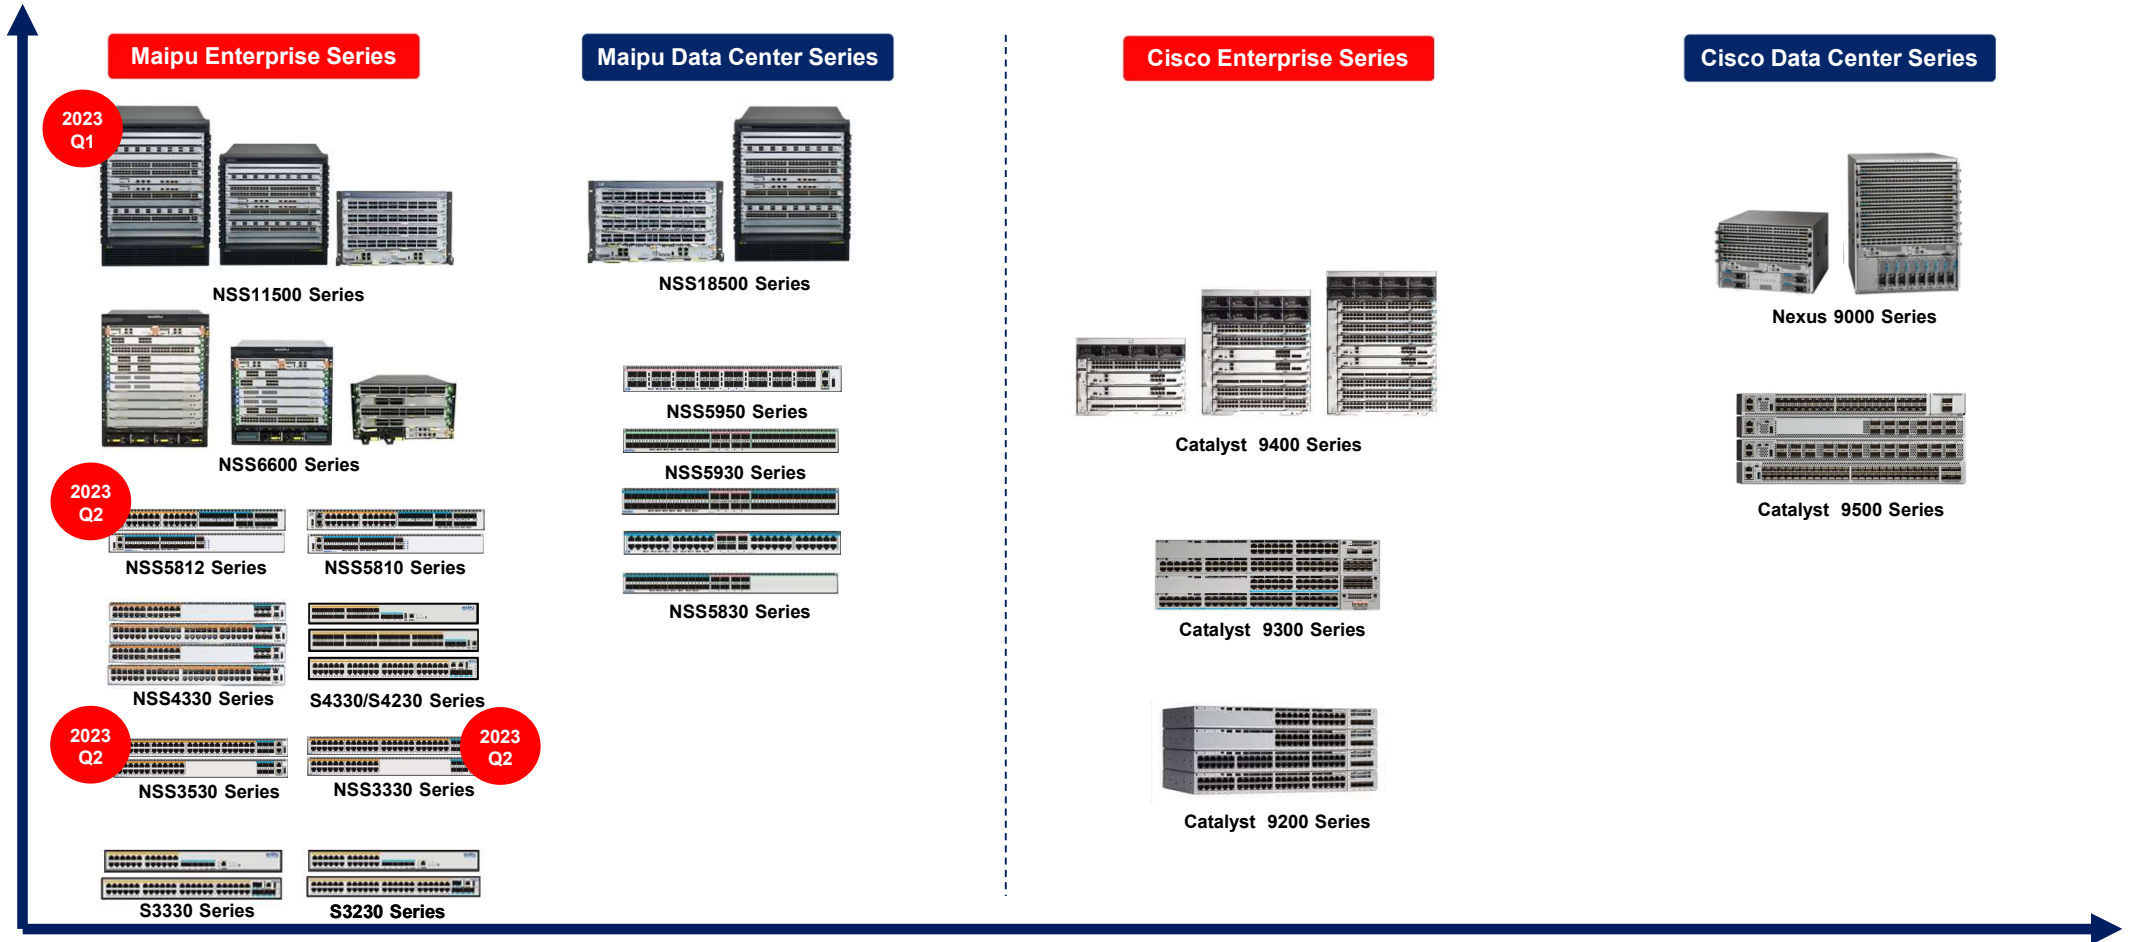 Maipu Enterprise Series
Maipu Data Center Series
Cisco Enterprise Series
Cisco Data Center Series
2023
Q1
NSS11500 Series
NSS18500 Series
Nexus 9000 Series
NSS5950 Series
Catalyst 9400 Series
NSS6600 Series
NSS5930 Series
2023
Q2
Catalyst 9500 Series
NSS5812 Series
NSS5810 Series
NSS5830 Series
Catalyst 9300 Series
NSS4330 Series
S4330/S4230 Series
2023
Q2
2023
Q2
NSS3530 Series
NSS3330 Series
Catalyst 9200 Series
S3330 Series
S3230 Series